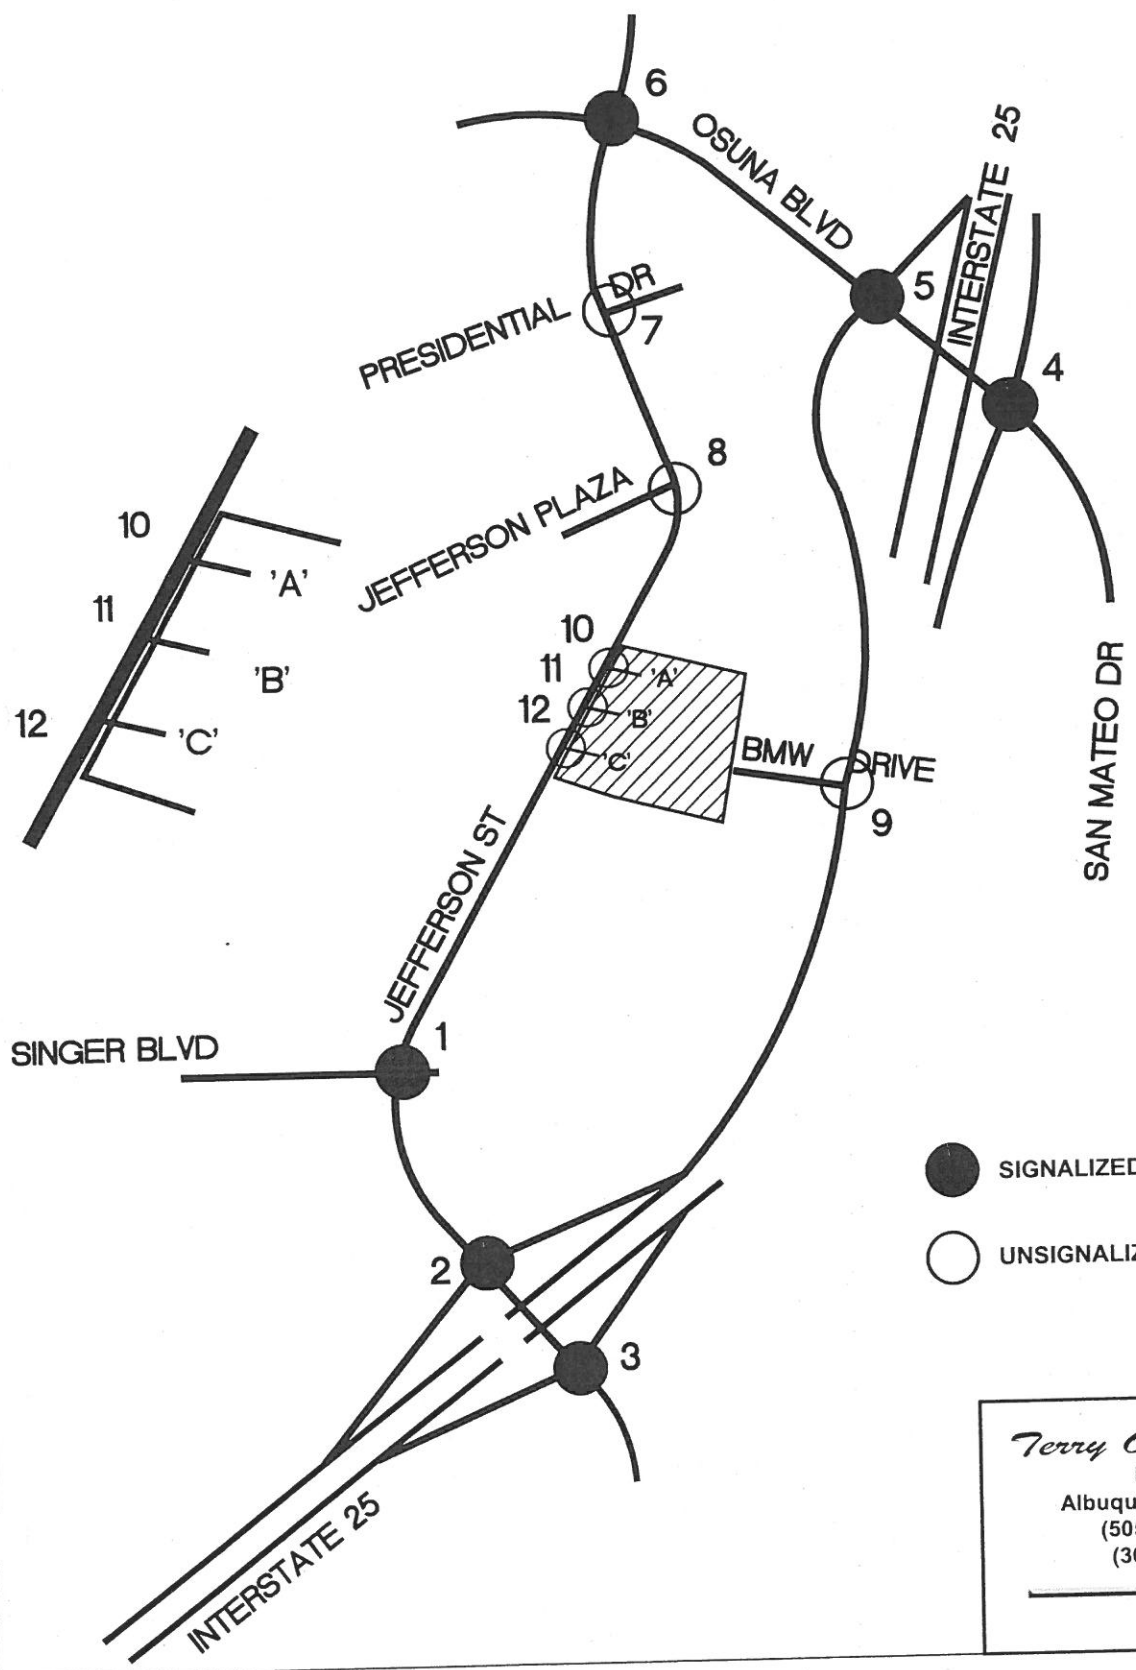 6
OSUNA BLVD
INTERSTATE 25
5
4
PRESIDENTIAL DR
7
8
JEFFERSON PLAZA
10
'A'
11
'B'
12
'C'
10
11
'A'
12
'B'
'C'
BMW DRIVE
9
SAN MATEO DR
JEFFERSON ST
1
SINGER BLVD
SIGNALIZED
UNSIGNALIZ
2
3
INTERSTATE 25
Terry
Albuqu
(505
(30